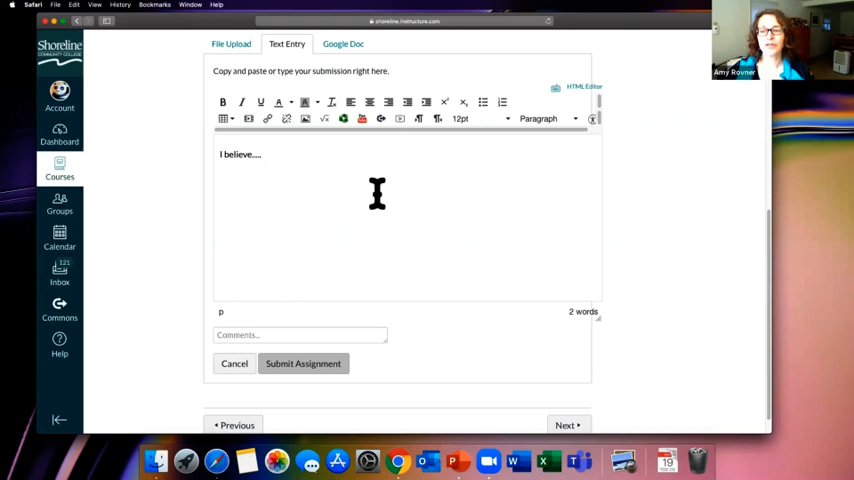 Safari File Edit View History Bookmarks Window Help
shoreline.instructure.com
Amy Rovner
Shoreline
COMMUNITY COLLEGE
Account
Dashboard
Courses
Groups
Calendar
121
Inbox
Commons
Help
File Upload Text Entry Google Doc
Copy and paste or type your submission right here.
HTML Editor
B I U A A
12pt Paragraph
I believe.....
p 2 words
Comments...
Cancel Submit Assignment
Previous Next
19